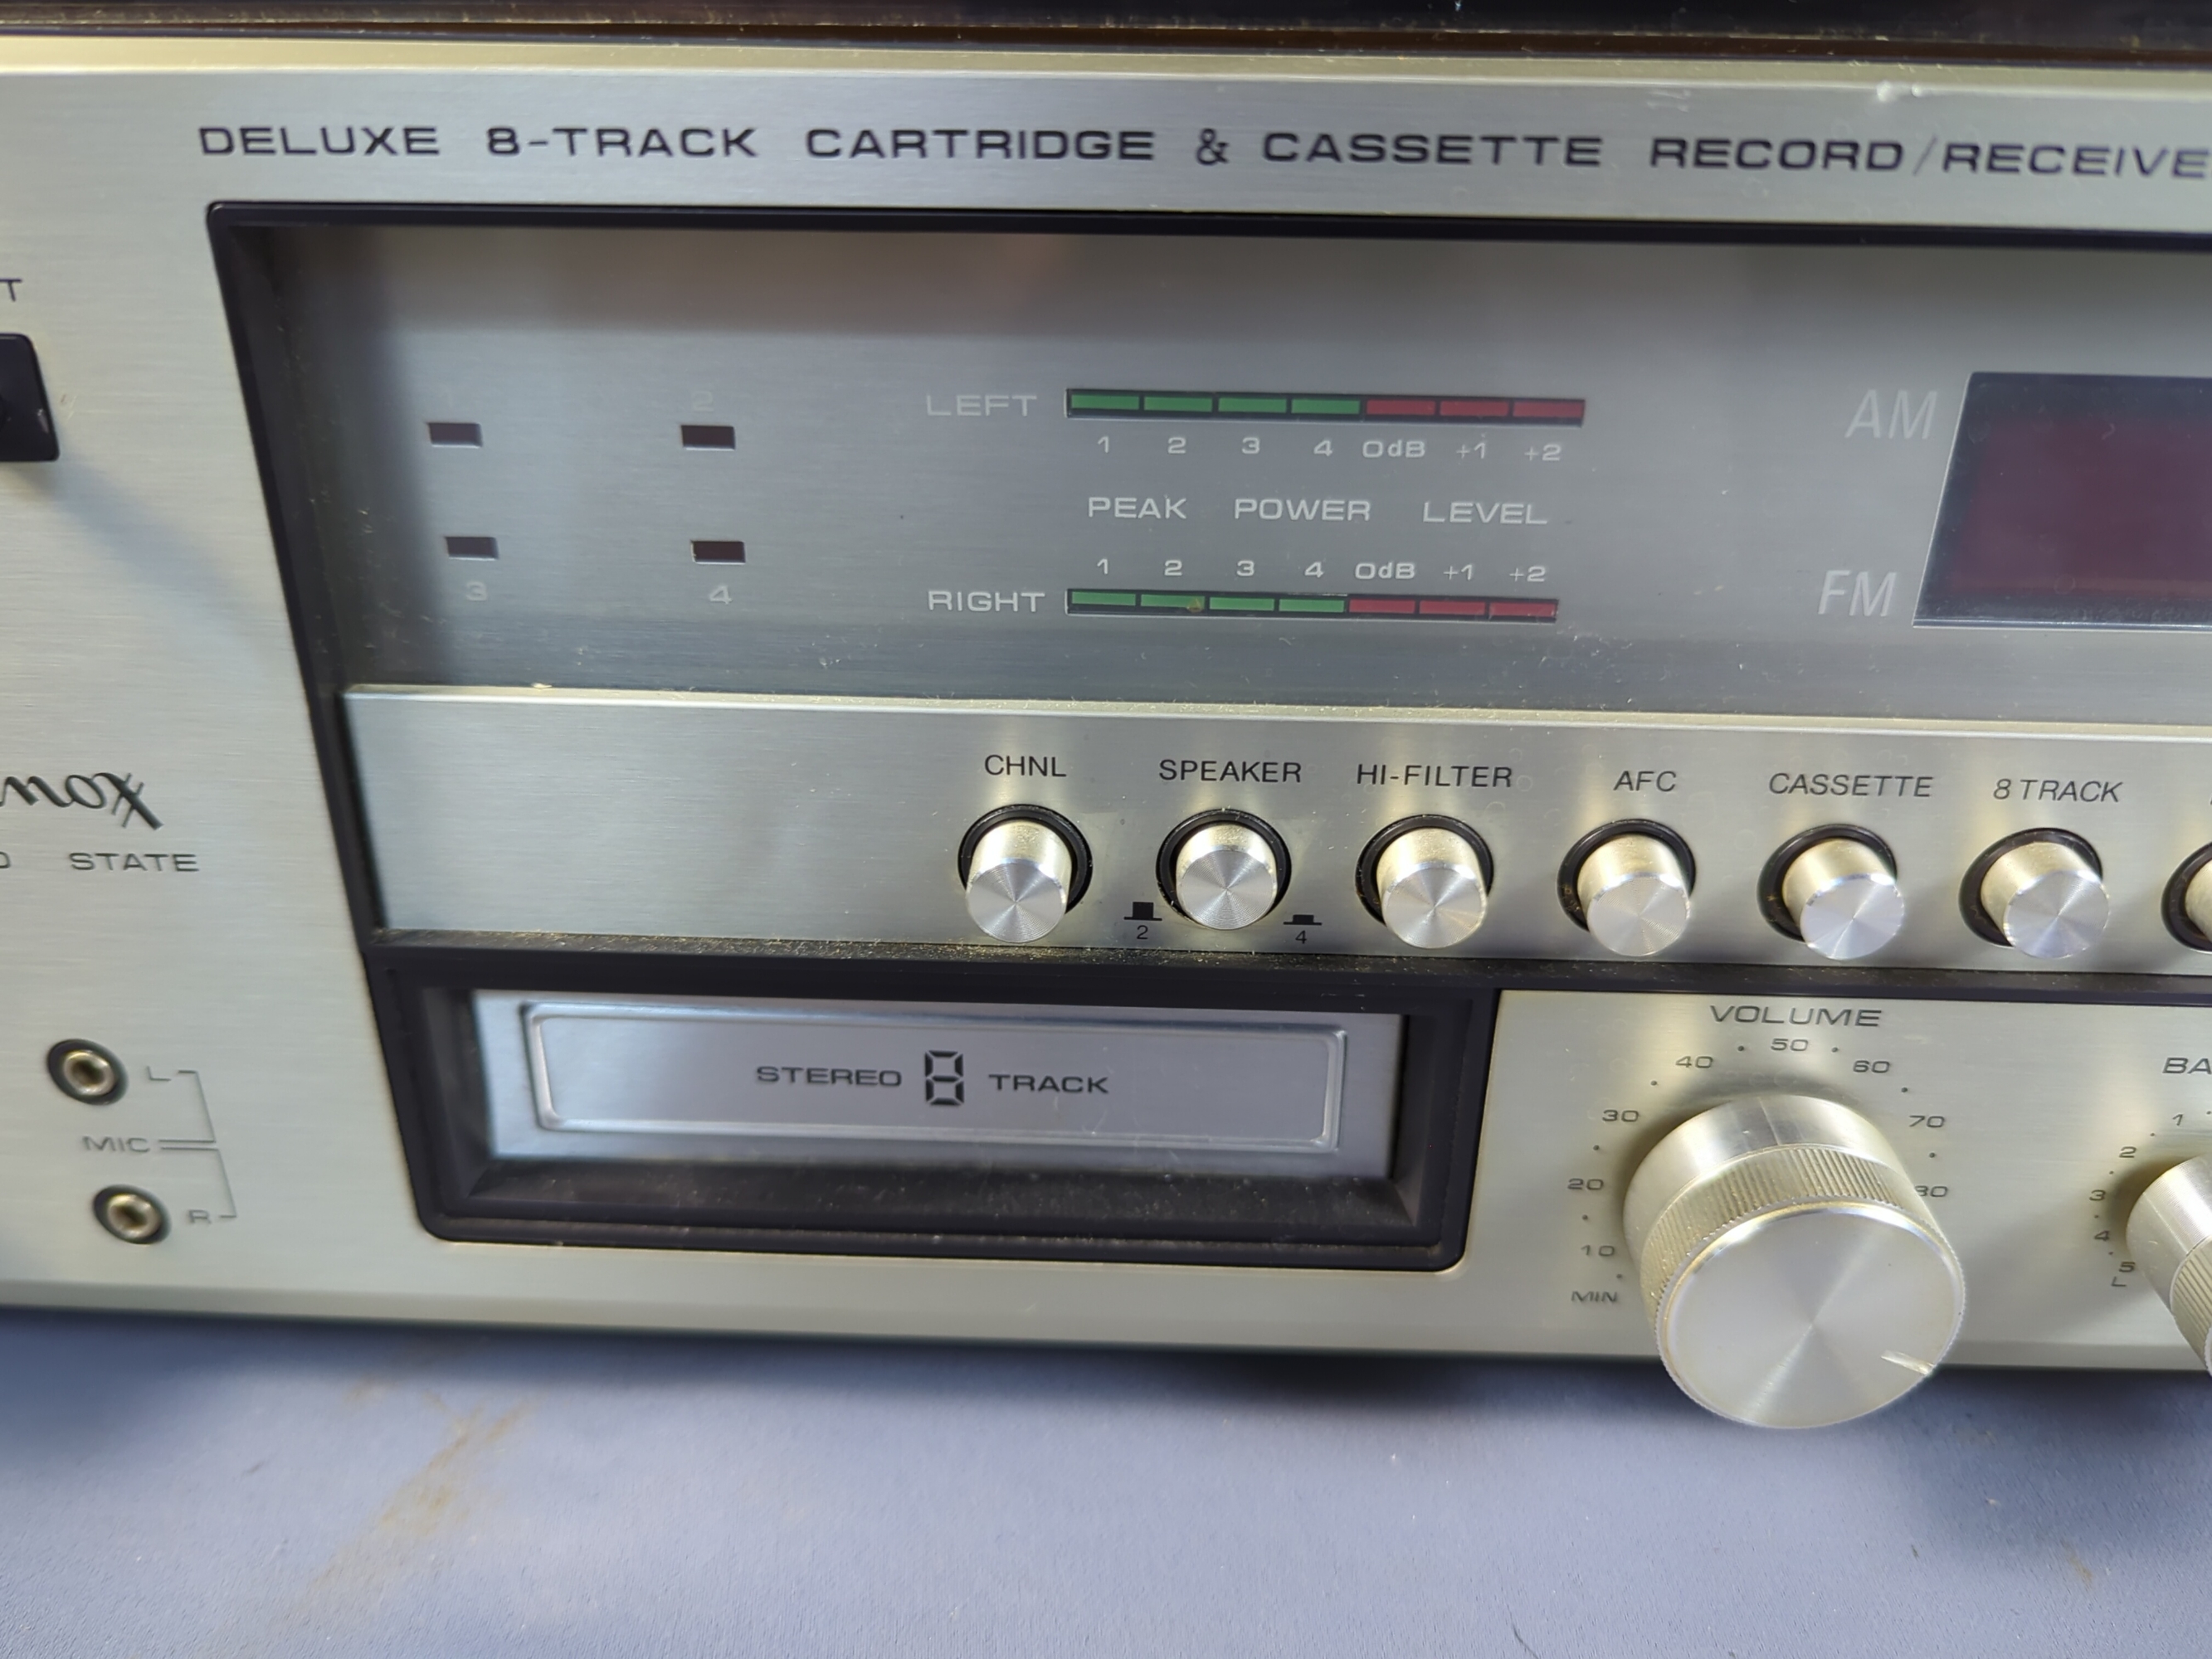 DELUXE 8-TRACK CARTRIDGE & CASSETTE RECORD/RECEIVE
T
2
3 4
LEFT
1 2 3 4 0dB +1 +2
PEAK POWER LEVEL
1 2 3 4 0dB +1 +2
RIGHT
AM
FM
nox
STATE
CHNL SPEAKER HI-FILTER AFC CASSETTE 8 TRACK
2 4
STEREO 8 TRACK
L
MIC
R
VOLUME
MIN 10 20 30 40 50 60 70 80
BA
1
2
3
4
5
L